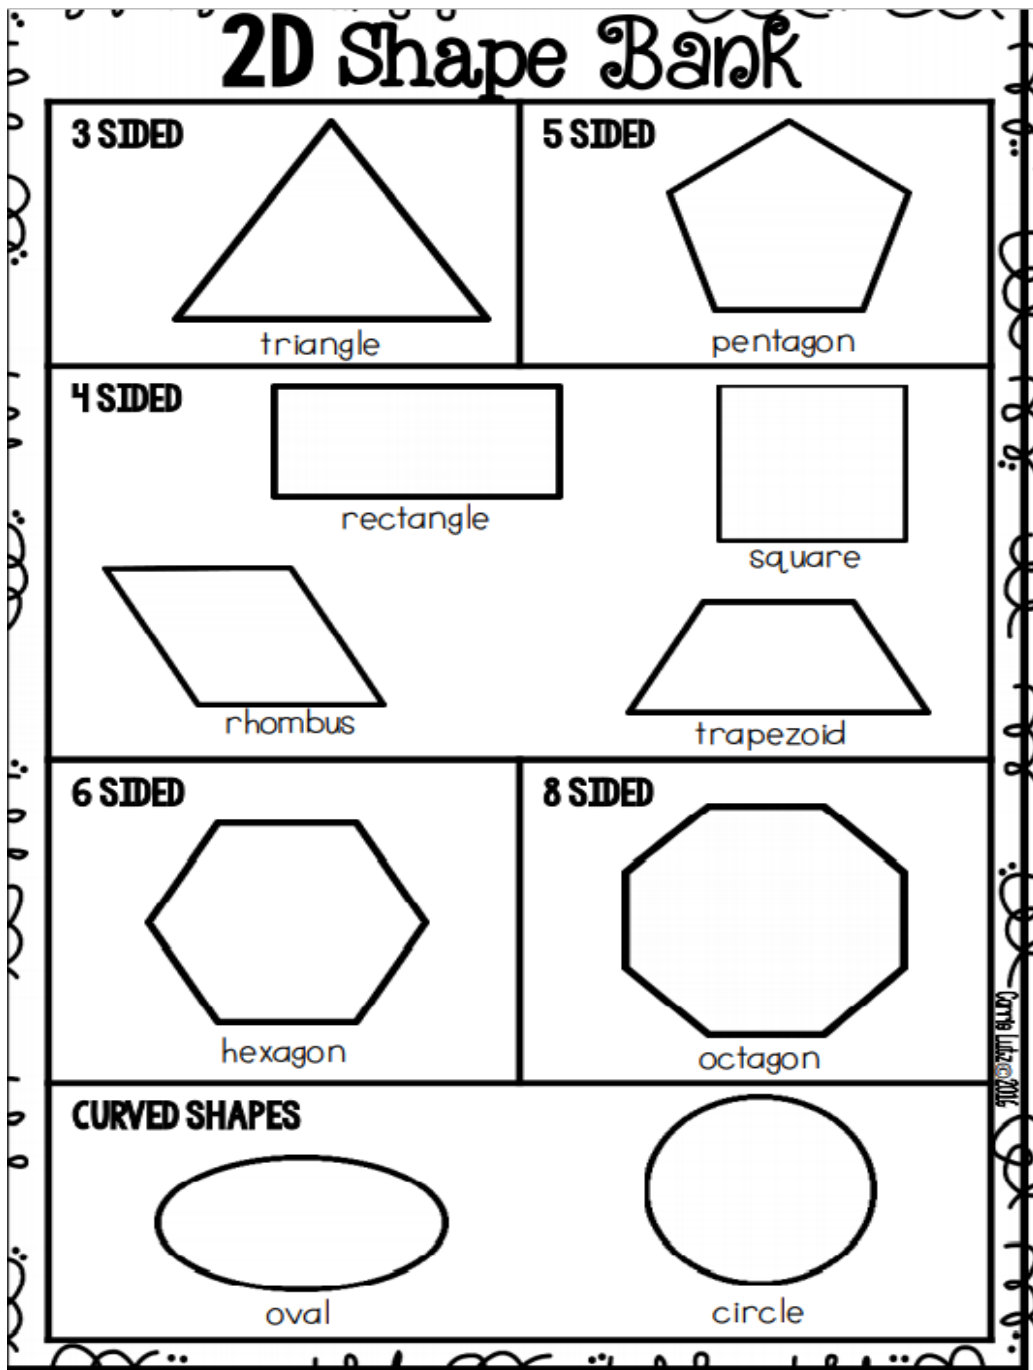 2D Shape Bank
3 SIDED
triangle
5 SIDED
pentagon
4 SIDED
rectangle
square
rhombus
trapezoid
6 SIDED
hexagon
8 SIDED
octagon
CURVED SHAPES
oval
circle
Carrie Lutz©2016